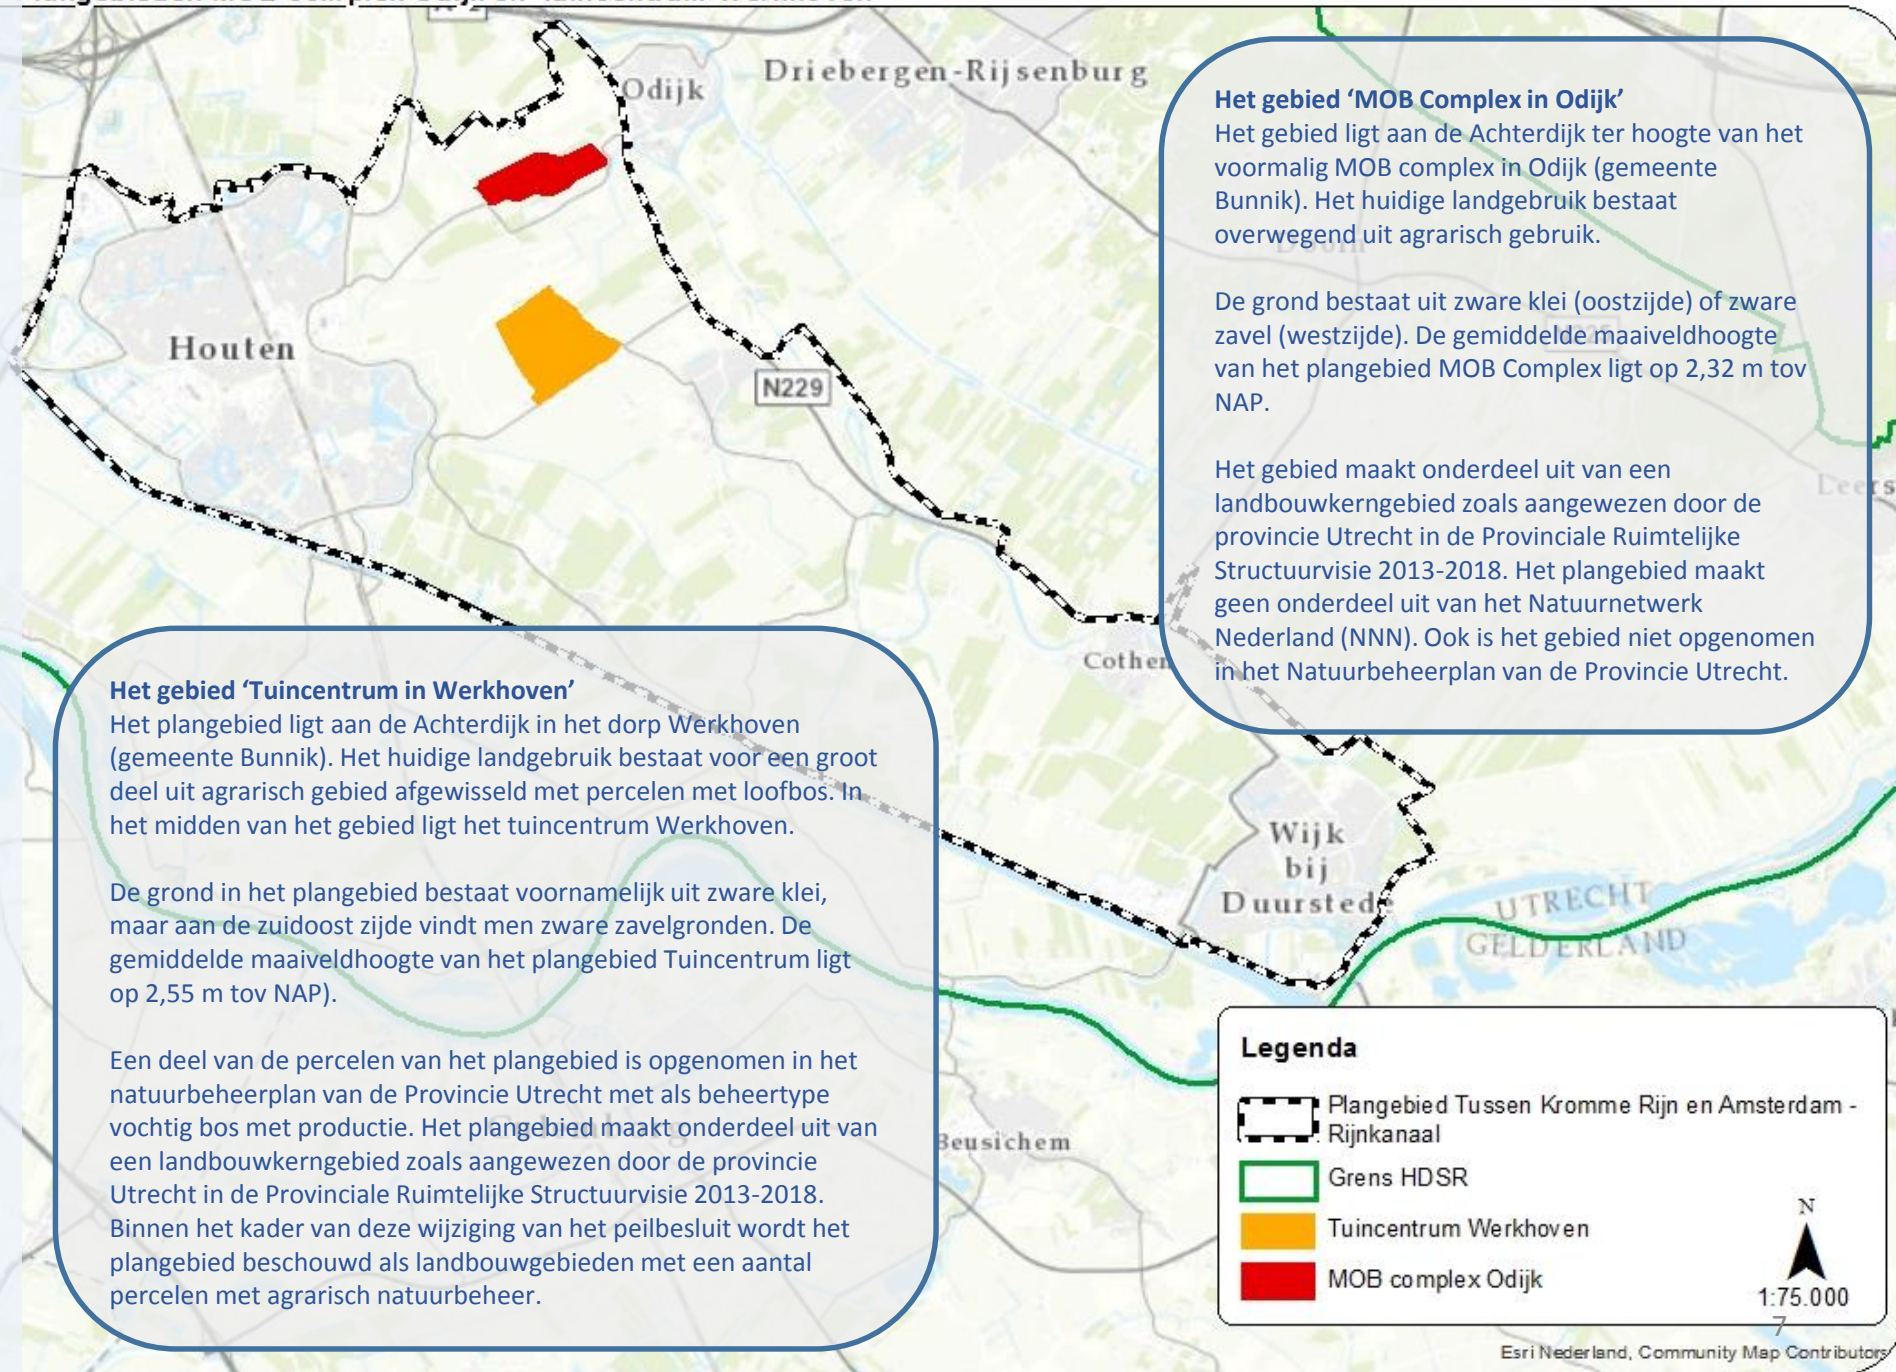 Odijk
Driebergen-Rijsenburg
Houten
N229
Cothen
Wijk
bij
Duurstede
UTRECHT
GELDERLAND
Beusichem
Leers
Het gebied ‘MOB Complex in Odijk’
Het gebied ligt aan de Achterdijk ter hoogte van het
voormalig MOB complex in Odijk (gemeente
Bunnik). Het huidige landgebruik bestaat
overwegend uit agrarisch gebruik.
De grond bestaat uit zware klei (oostzijde) of zware
zavel (westzijde). De gemiddelde maaiveldhoogte
van het plangebied MOB Complex ligt op 2,32 m tov
NAP.
Het gebied maakt onderdeel uit van een
landbouwkerngebied zoals aangewezen door de
provincie Utrecht in de Provinciale Ruimtelijke
Structuurvisie 2013-2018. Het plangebied maakt
geen onderdeel uit van het Natuurnetwerk
Nederland (NNN). Ook is het gebied niet opgenomen
in het Natuurbeheerplan van de Provincie Utrecht.
Het gebied ‘Tuincentrum in Werkhoven’
Het plangebied ligt aan de Achterdijk in het dorp Werkhoven
(gemeente Bunnik). Het huidige landgebruik bestaat voor een groot
deel uit agrarisch gebied afgewisseld met percelen met loofbos. In
het midden van het gebied ligt het tuincentrum Werkhoven.
De grond in het plangebied bestaat voornamelijk uit zware klei,
maar aan de zuidoost zijde vindt men zware zavelgronden. De
gemiddelde maaiveldhoogte van het plangebied Tuincentrum ligt
op 2,55 m tov NAP).
Een deel van de percelen van het plangebied is opgenomen in het
natuurbeheerplan van de Provincie Utrecht met als beheertype
vochtig bos met productie. Het plangebied maakt onderdeel uit van
een landbouwkerngebied zoals aangewezen door de provincie
Utrecht in de Provinciale Ruimtelijke Structuurvisie 2013-2018.
Binnen het kader van deze wijziging van het peilbesluit wordt het
plangebied beschouwd als landbouwgebieden met een aantal
percelen met agrarisch natuurbeheer.
Legenda
Plangebied Tussen Kromme Rijn en Amsterdam -
Rijnkanaal
Grens HDSR
Tuincentrum Werkhoven
MOB complex Odijk
N
1:75.000
7
Esri Nederland, Community Map Contributors